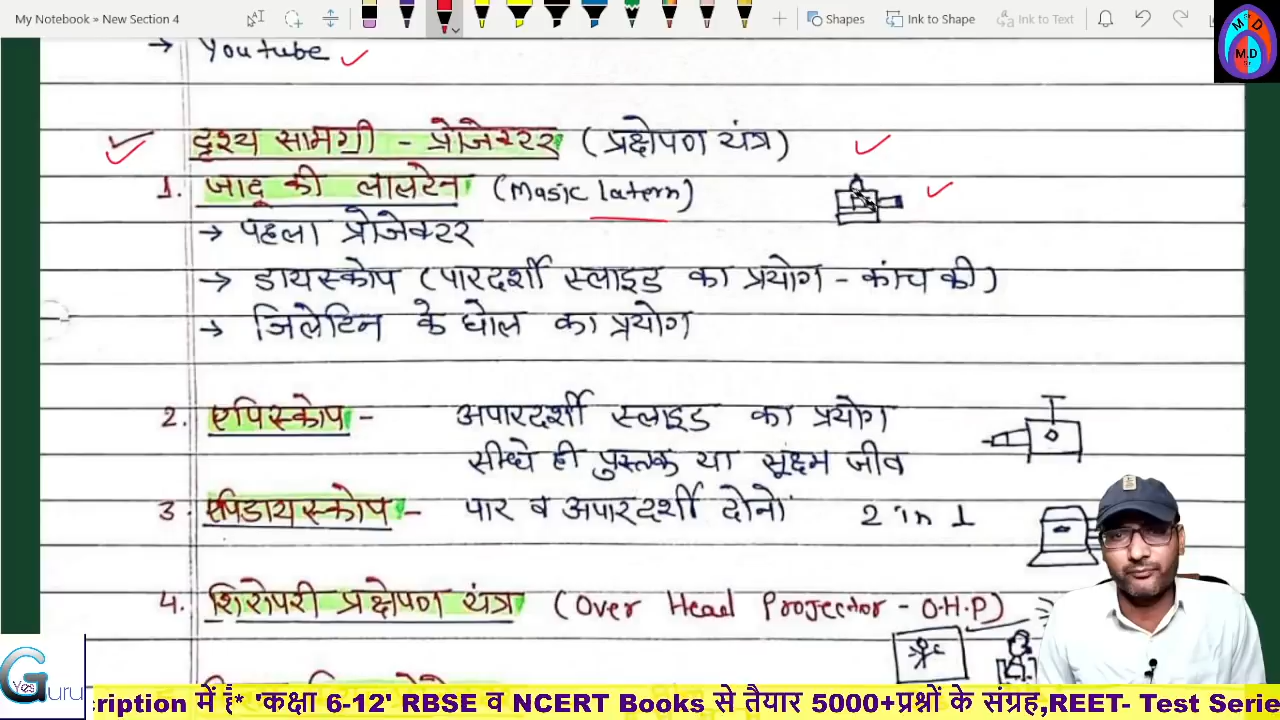 My Notebook » New Section 4
Shapes
Ink to Shape
Ink to Text
M D
M.D
Sir
→ Youtube
दृश्य सामग्री - प्रोजेक्टर (प्रक्षेपण यंत्र)
1. जादू की लालटेन (Magic latern)
→ पहला प्रोजेक्टर
→ डायस्कोप (पारदर्शी स्लाइड का प्रयोग - कांच की)
→ जिलेटिन के घोल का प्रयोग
2. एपिस्कोप - अपारदर्शी स्लाइड का प्रयोग
सीधे ही पुस्तक या सूक्ष्म जीव
3. एपिडायस्कोप - पार व अपारदर्शी दोनों 2 in 1
4. शिरोपरी प्रक्षेपण यंत्र (Over Head Projector - O.H.P)
G Yes Guru
cription में हैं* 'कक्षा 6-12' RBSE व NCERT Books से तैयार 5000+प्रश्नों के संग्रह,REET- Test Serie